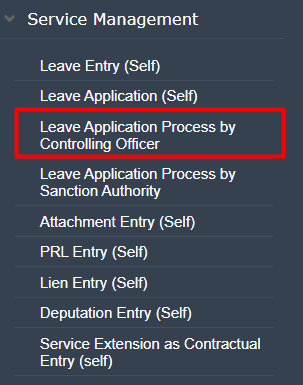 Service Management
Leave Entry (Self)
Leave Application (Self)
Leave Application Process by
Controlling Officer
Leave Application Process by
Sanction Authority
Attachment Entry (Self)
PRL Entry (Self)
Lien Entry (Self)
Deputation Entry (Self)
Service Extension as Contractual
Entry (self)